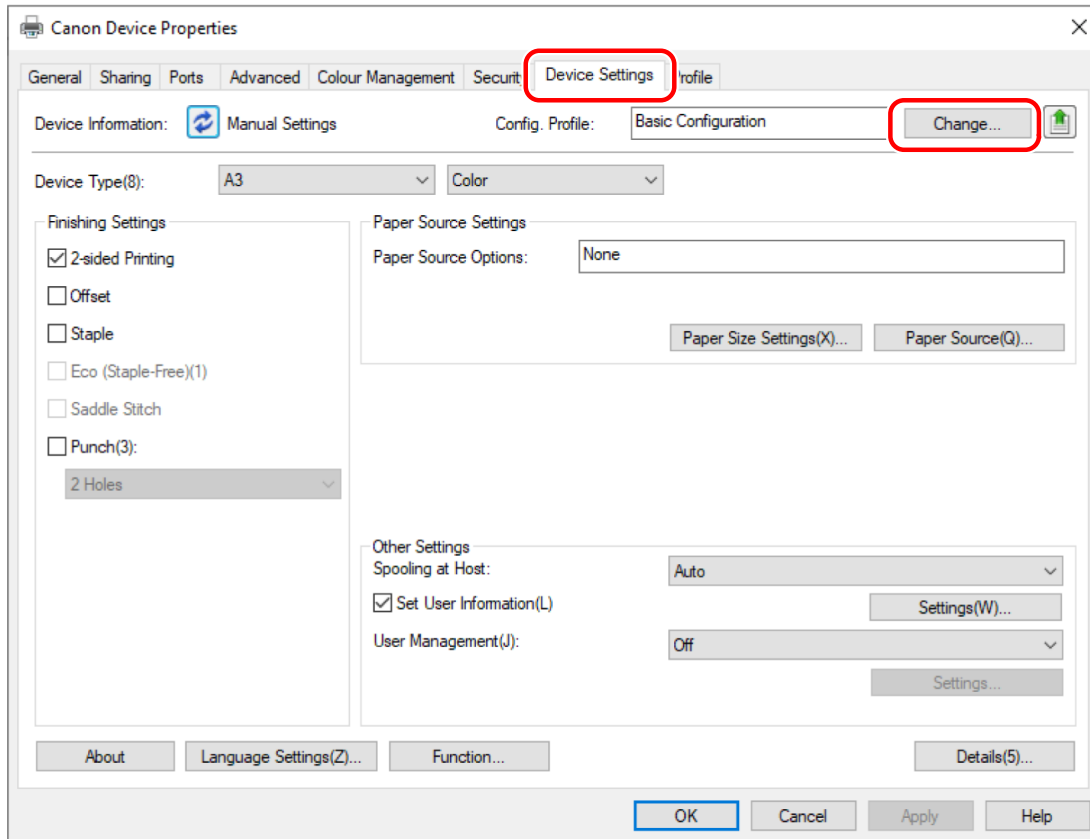 Canon Device Properties
General Sharing Ports Advanced Colour Management Securit Device Settings rofile
Device Information: Manual Settings Config. Profile: Basic Configuration Change...
Device Type(8): A3 Color
Finishing Settings
2-sided Printing
Offset
Staple
Eco (Staple-Free)(1)
Saddle Stitch
Punch(3):
2 Holes
Paper Source Settings
Paper Source Options: None
Paper Size Settings(X)... Paper Source(Q)...
Other Settings
Spooling at Host: Auto
Set User Information(L) Settings(W)...
User Management(J): Off
Settings...
About Language Settings(Z)... Function... Details(5)...
OK Cancel Apply Help